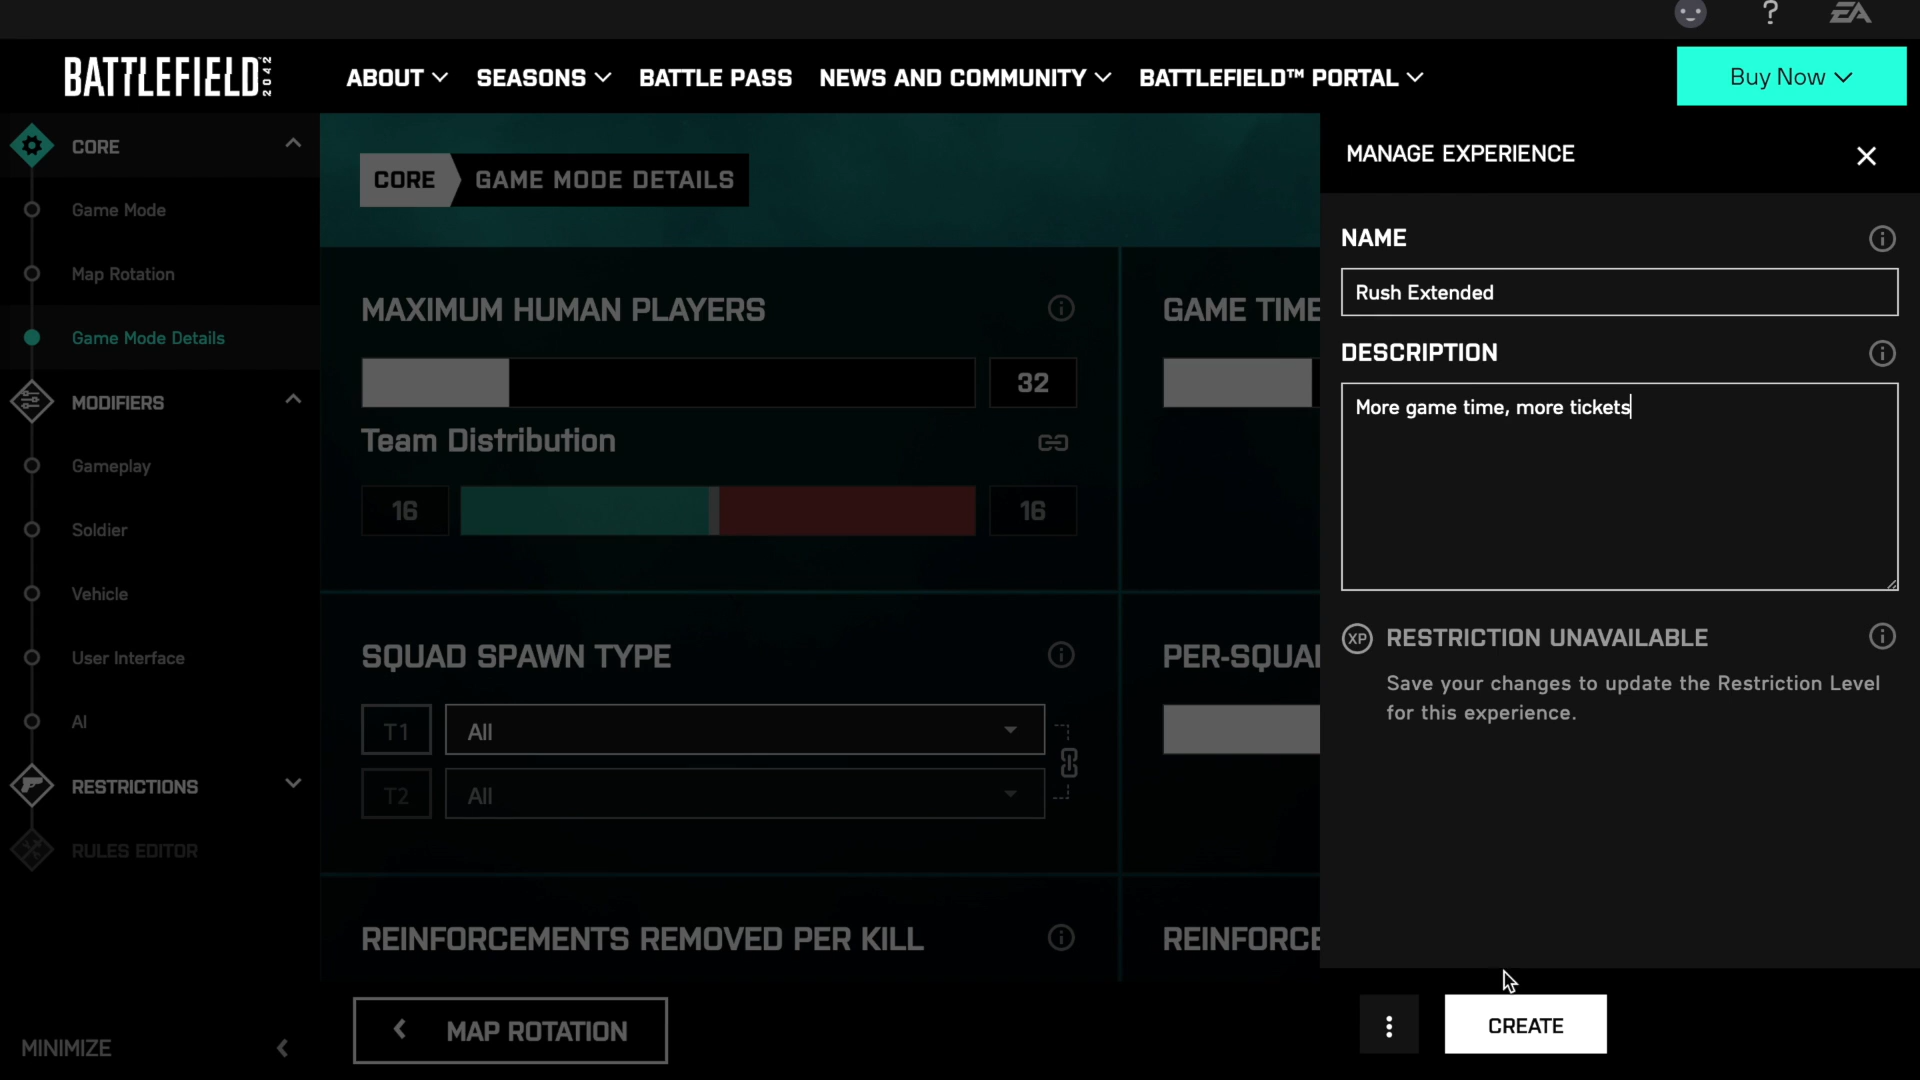 ?
EA
BATTLEFIELD 2042
ABOUT
SEASONS
BATTLE PASS
NEWS AND COMMUNITY
BATTLEFIELD™ PORTAL
Buy Now
CORE
Game Mode
Map Rotation
Game Mode Details
MODIFIERS
Gameplay
Soldier
Vehicle
User Interface
AI
RESTRICTIONS
RULES EDITOR
MINIMIZE
CORE
GAME MODE DETAILS
MAXIMUM HUMAN PLAYERS
32
Team Distribution
16
16
GAME TIME
SQUAD SPAWN TYPE
T1
All
T2
All
PER-SQUA
REINFORCEMENTS REMOVED PER KILL
REINFORCE
MAP ROTATION
MANAGE EXPERIENCE
NAME
Rush Extended
DESCRIPTION
More game time, more tickets
XP
RESTRICTION UNAVAILABLE
Save your changes to update the Restriction Level
for this experience.
CREATE